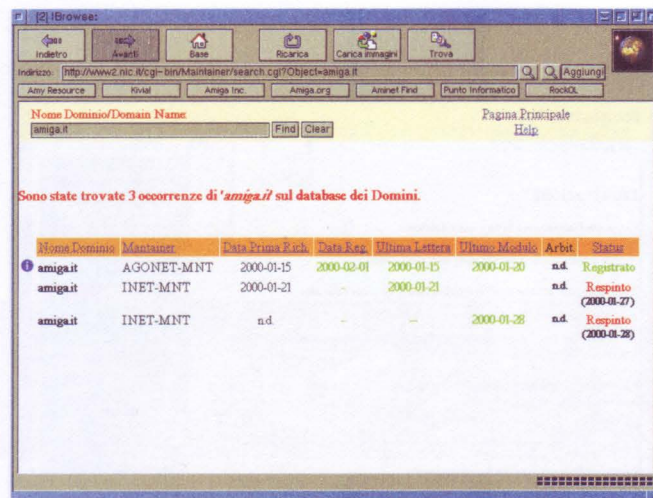 [2] IBrowse:
Indietro Avanti Base Ricarica Carica immagini Trova
Indirizzo: http://www2.nic.it/cgi-bin/Maintainer/search.cgi?Object=amiga.it Aggiungi
Amy Resource Kivial Amiga Inc. Amiga.org Aminet Find Punto Informatico RockOL
Nome Dominio/Domain Name:
amiga.it Find Clear
Pagina Principale
Help
Sono state trovate 3 occorrenze di 'amiga.it' sul database dei Domini.
Nome Dominio Mantainer Data Prima Rich. Data Reg. Ultima Lettera Ultimo Modulo Arbit. Status
amiga.it AGONET-MNT 2000-01-15 2000-02-01 2000-01-15 2000-01-20 n.d. Registrato
amiga.it INET-MNT 2000-01-21 - 2000-01-21 n.d. Respinto
(2000-01-27)
amiga.it INET-MNT n.d. - - 2000-01-28 n.d. Respinto
(2000-01-28)